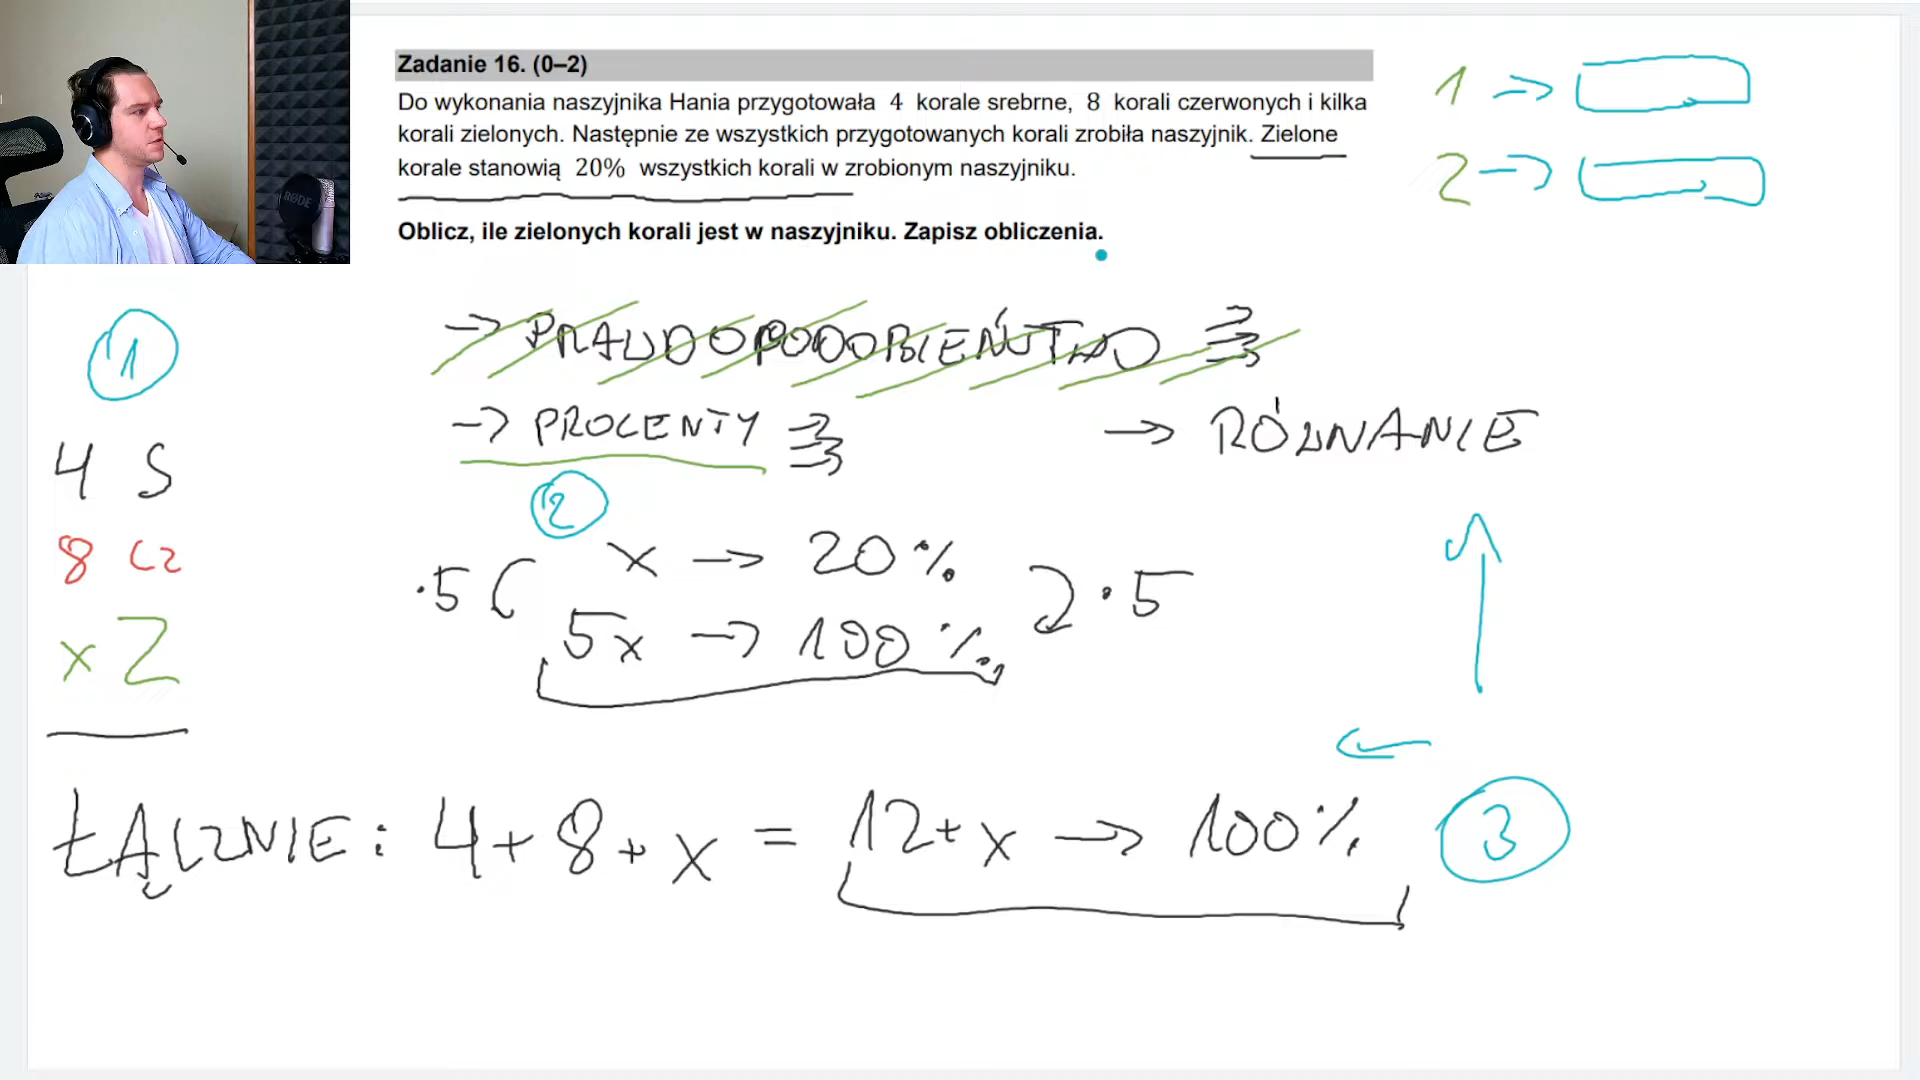 Zadanie 16. (0–2)
Do wykonania naszyjnika Hania przygotowała 4 korale srebrne, 8 korali czerwonych i kilka
korali zielonych. Następnie ze wszystkich przygotowanych korali zrobiła naszyjnik. Zielone
korale stanowią 20% wszystkich korali w zrobionym naszyjniku.
Oblicz, ile zielonych korali jest w naszyjniku. Zapisz obliczenia.
1 →
2 →
RØDE
1
→ PRAWDOPODOBIEŃSTWO
→ PROCENTY
→ RÓWNANIE
4 S
8 CZ
x Z
2
x → 20%
5x → 100%
·5
·5
ŁĄCZNIE: 4+8+x = 12+x → 100%
3